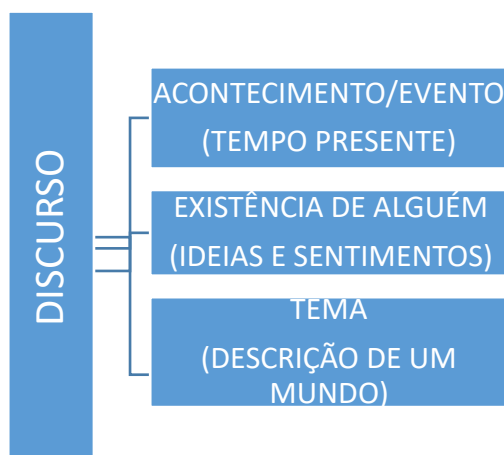 DISCURSO
ACONTECIMENTO/EVENTO
(TEMPO PRESENTE)
EXISTÊNCIA DE ALGUÉM
(IDEIAS E SENTIMENTOS)
TEMA
(DESCRIÇÃO DE UM
MUNDO)